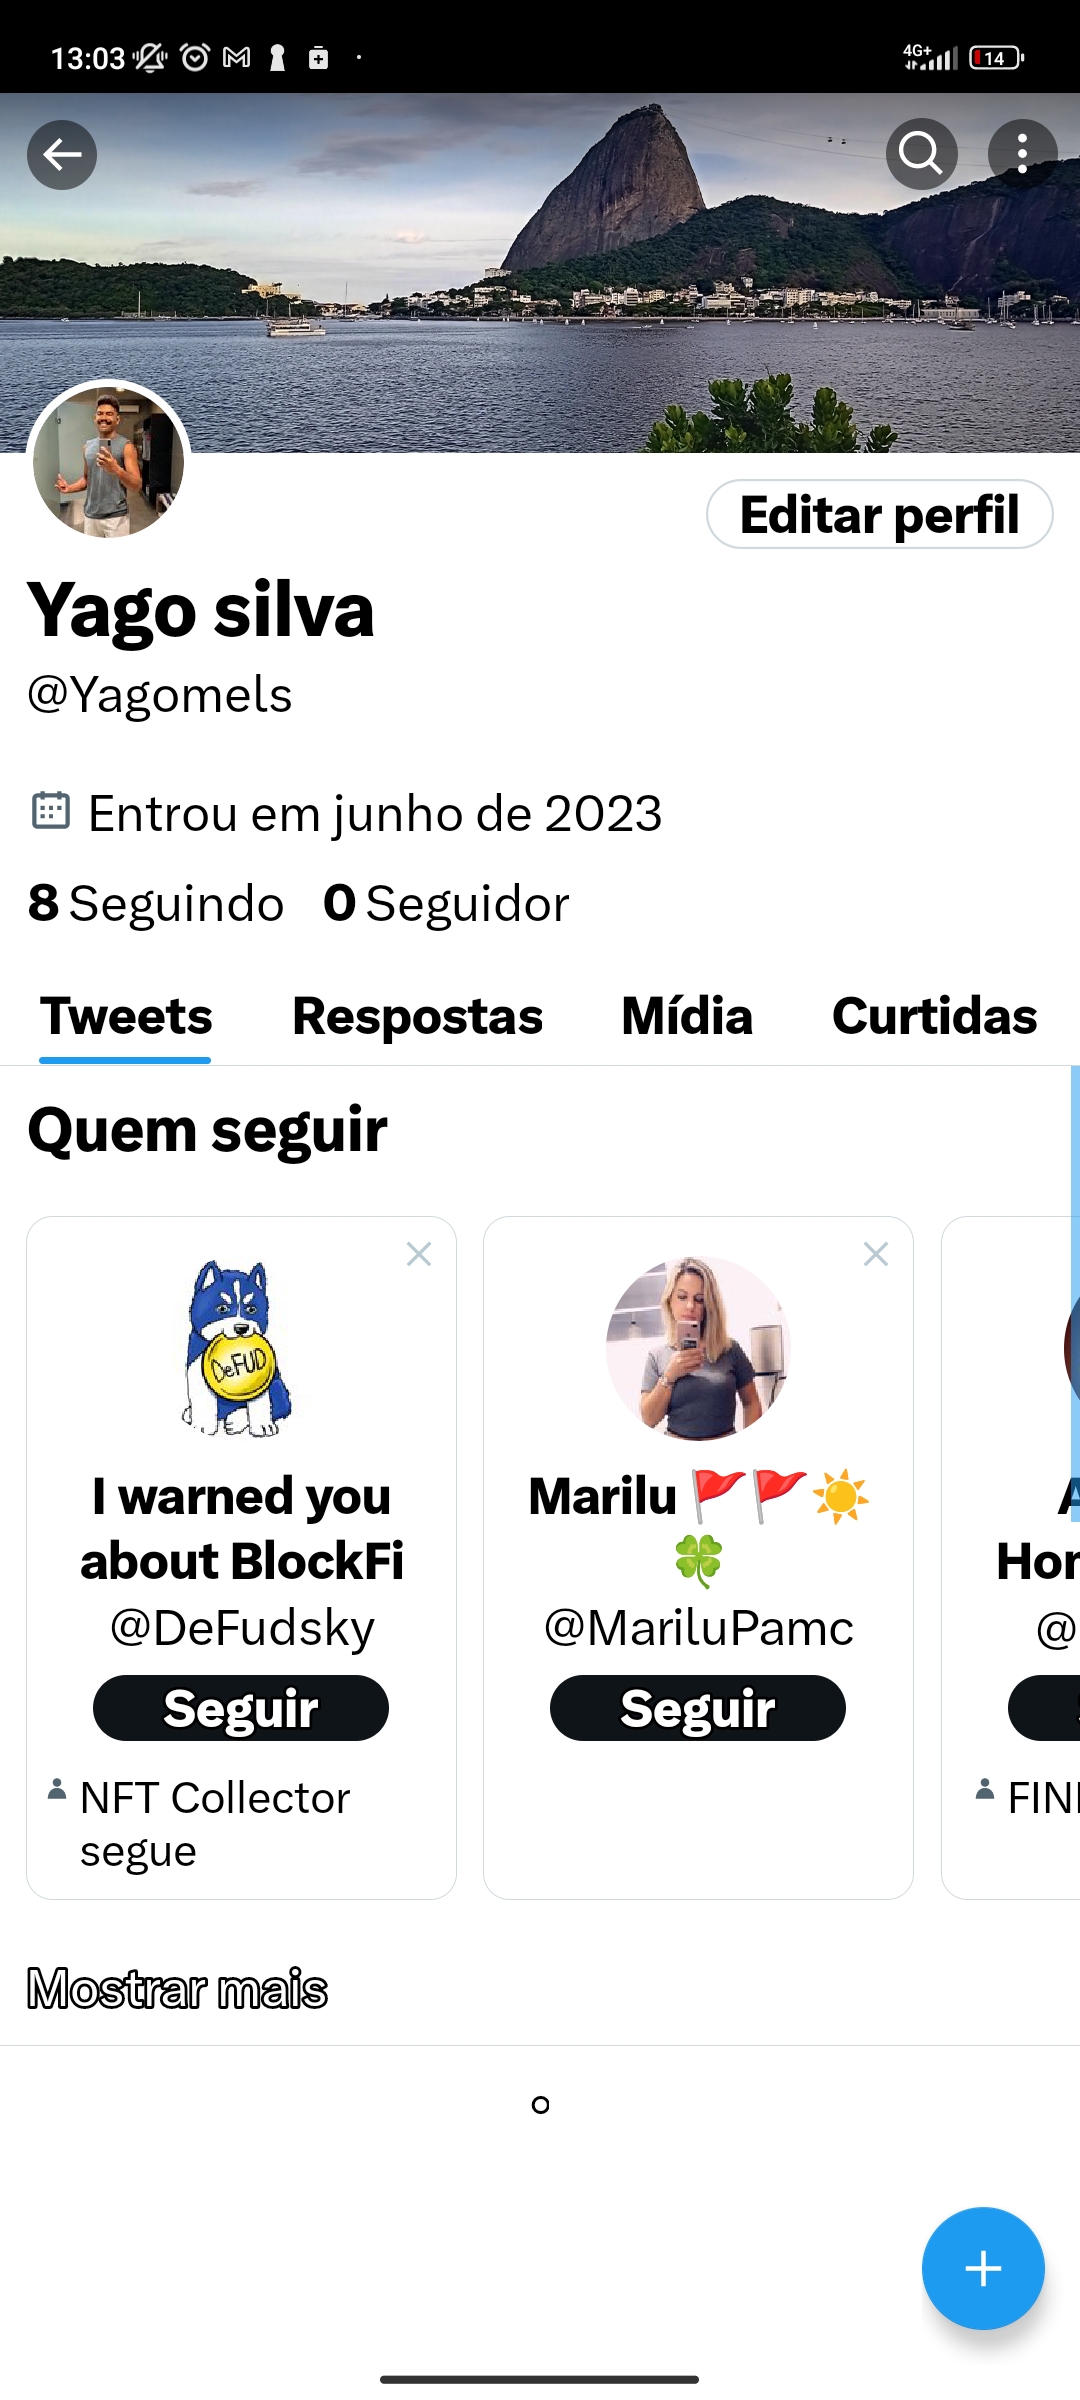 13:03
4G+
14
Editar perfil
Yago silva
@Yagomels
Entrou em junho de 2023
8 Seguindo 0 Seguidor
Tweets Respostas Mídia Curtidas
Quem seguir
DeFUD
I warned you
about BlockFi
@DeFudsky
Seguir
NFT Collector
segue
Marilu 🚩🚩☀️
🍀
@MariluPamc
Seguir
Mostrar mais